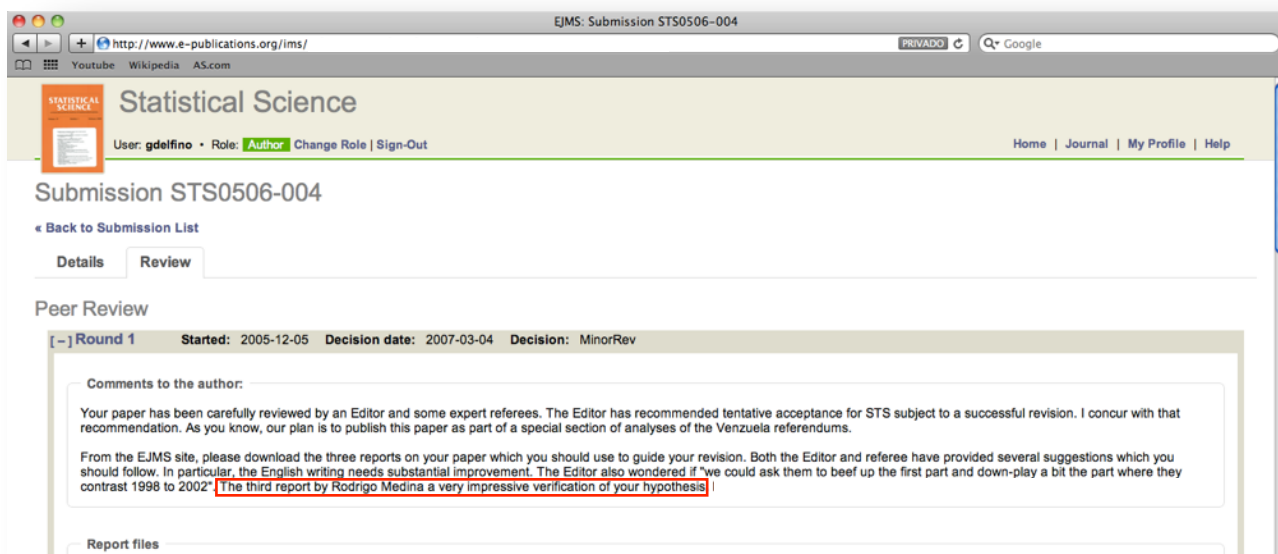 EJMS: Submission STS0506-004
http://www.e-publications.org/ims/
PRIVADO
Google
Youtube Wikipedia AS.com
STATISTICAL SCIENCE
Statistical Science
User: gdelfino • Role: Author Change Role | Sign-Out
Home | Journal | My Profile | Help
Submission STS0506-004
« Back to Submission List
Details Review
Peer Review
[–] Round 1 Started: 2005-12-05 Decision date: 2007-03-04 Decision: MinorRev
Comments to the author:
Your paper has been carefully reviewed by an Editor and some expert referees. The Editor has recommended tentative acceptance for STS subject to a successful revision. I concur with that
recommendation. As you know, our plan is to publish this paper as part of a special section of analyses of the Venzuela referendums.
From the EJMS site, please download the three reports on your paper which you should use to guide your revision. Both the Editor and referee have provided several suggestions which you
should follow. In particular, the English writing needs substantial improvement. The Editor also wondered if "we could ask them to beef up the first part and down-play a bit the part where they
contrast 1998 to 2002". The third report by Rodrigo Medina a very impressive verification of your hypothesis
Report files